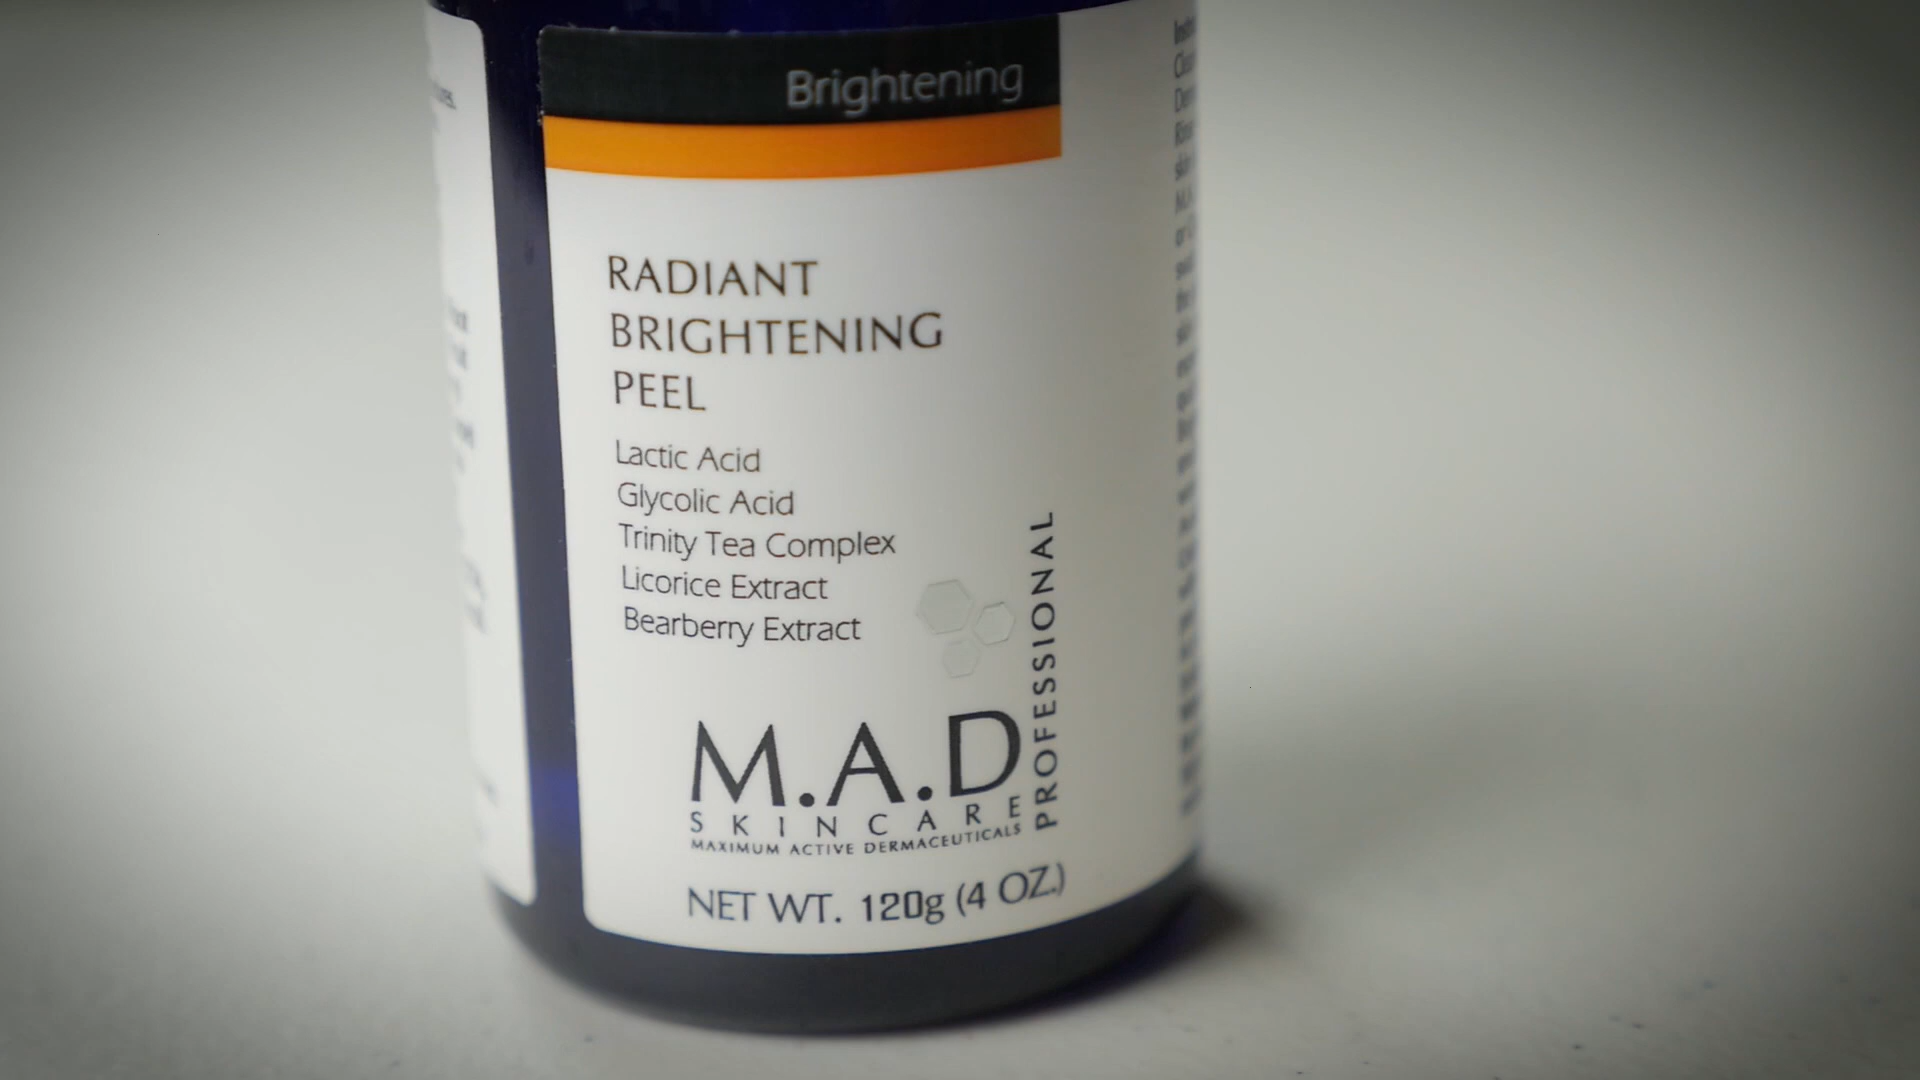 Brightening
RADIANT
BRIGHTENING
PEEL
Lactic Acid
Glycolic Acid
Trinity Tea Complex
Licorice Extract
Bearberry Extract
M.A.D
SKINCARE
MAXIMUM ACTIVE DERMACEUTICALS
PROFESSIONAL
NET WT. 120g (4 OZ.)